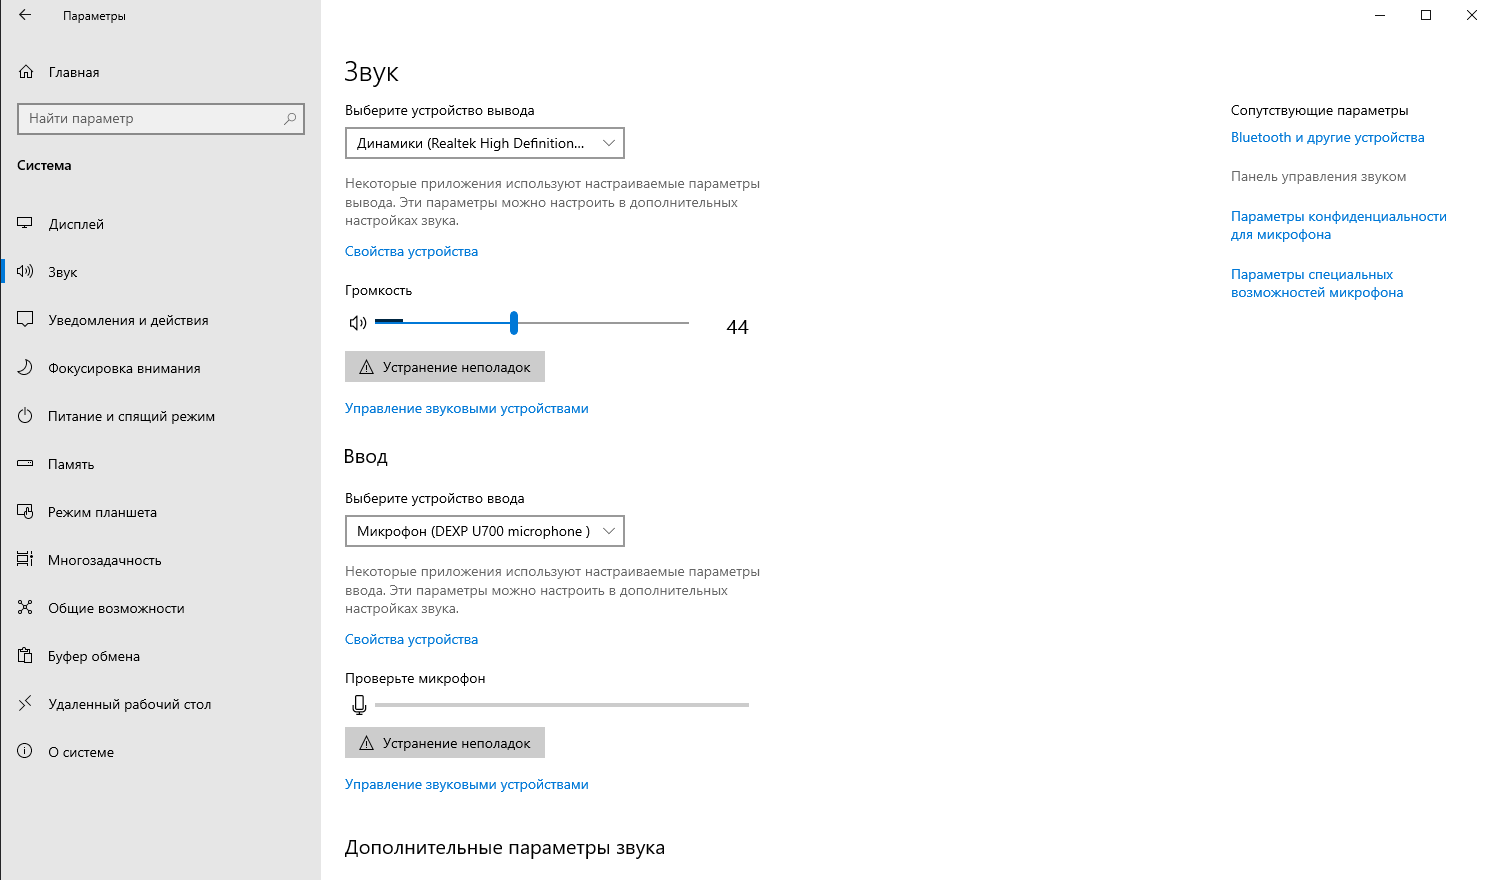 Параметры
Главная
Найти параметр
Система
Дисплей
Звук
Уведомления и действия
Фокусировка внимания
Питание и спящий режим
Память
Режим планшета
Многозадачность
Общие возможности
Буфер обмена
Удаленный рабочий стол
О системе
Звук
Выберите устройство вывода
Динамики (Realtek High Definition...
Некоторые приложения используют настраиваемые параметры
вывода. Эти параметры можно настроить в дополнительных
настройках звука.
Свойства устройства
Громкость
44
Устранение неполадок
Управление звуковыми устройствами
Ввод
Выберите устройство ввода
Микрофон (DEXP U700 microphone )
Некоторые приложения используют настраиваемые параметры
ввода. Эти параметры можно настроить в дополнительных
настройках звука.
Свойства устройства
Проверьте микрофон
Устранение неполадок
Управление звуковыми устройствами
Дополнительные параметры звука
Сопутствующие параметры
Bluetooth и другие устройства
Панель управления звуком
Параметры конфиденциальности
для микрофона
Параметры специальных
возможностей микрофона